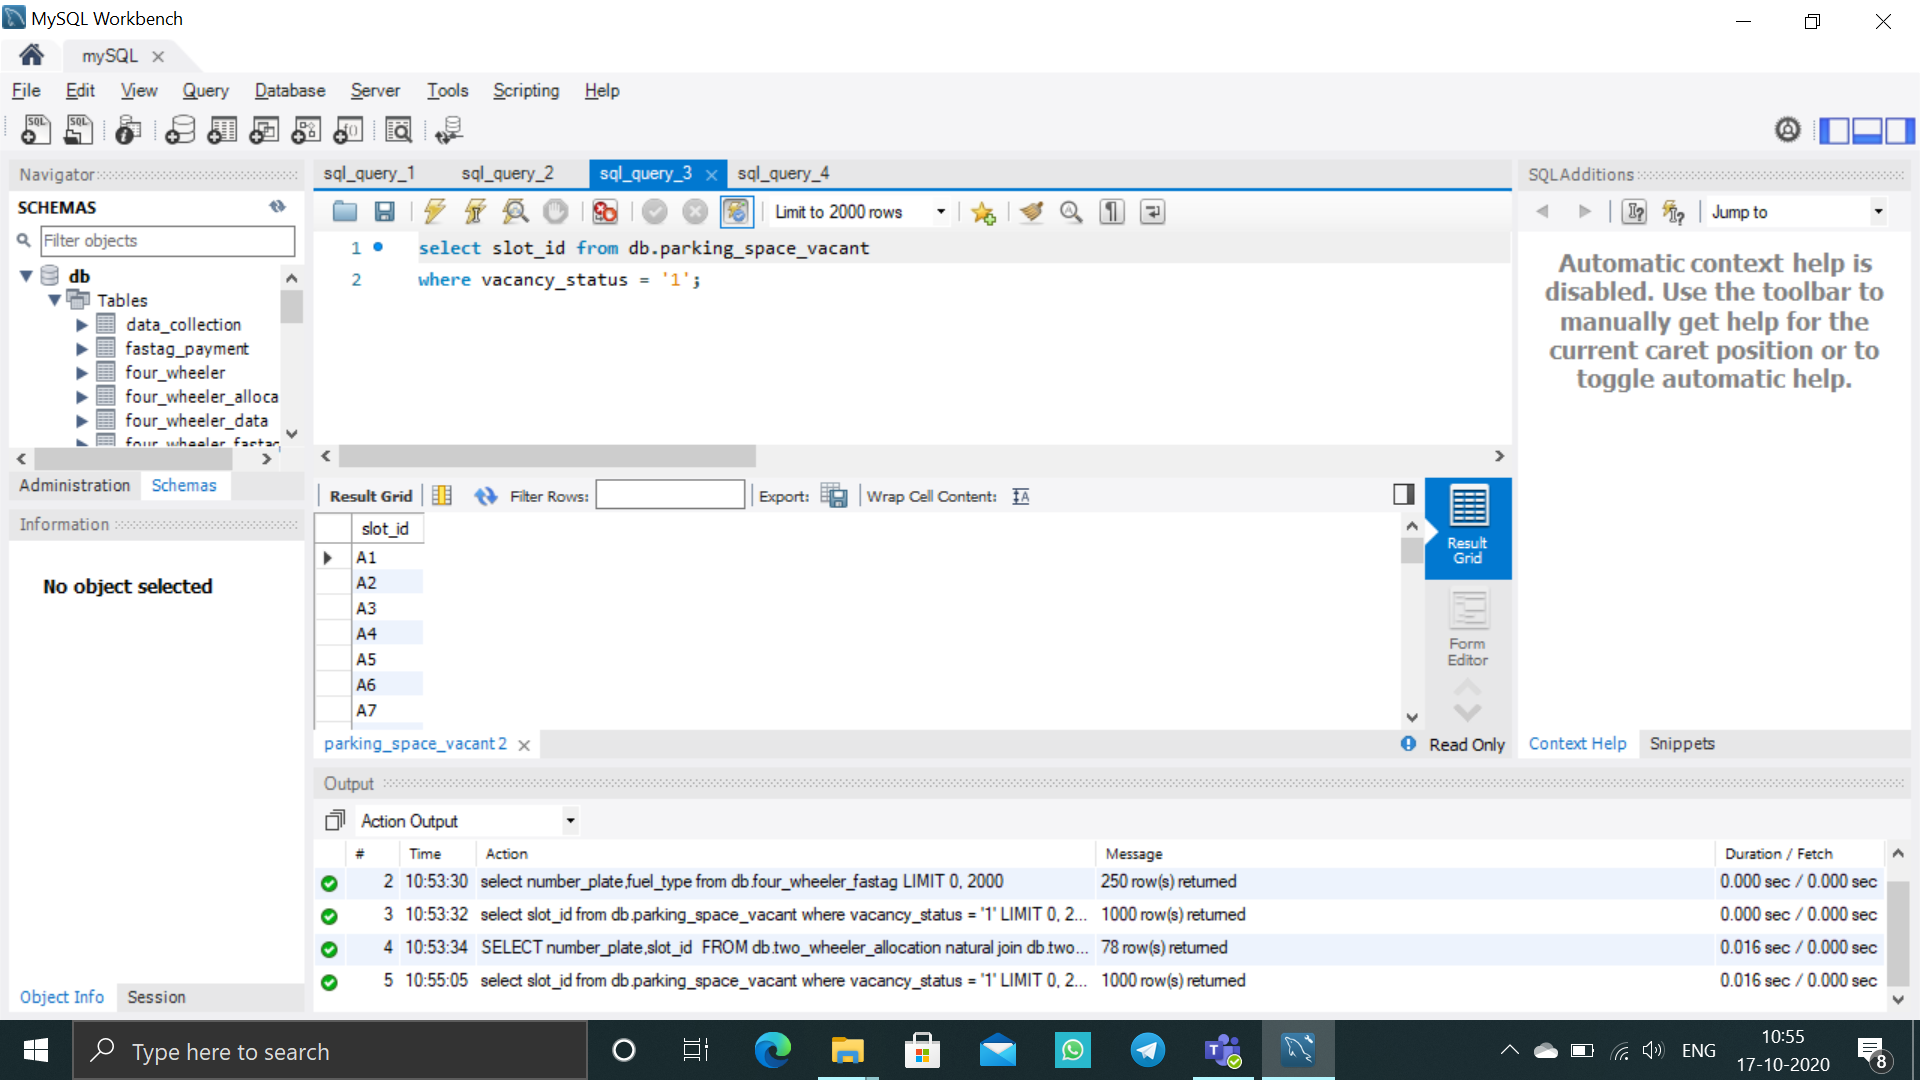 MySQL Workbench
mySQL
File Edit View Query Database Server Tools Scripting Help
Navigator
SCHEMAS
Filter objects
db
Tables
data_collection
fastag_payment
four_wheeler
four_wheeler_alloca
four_wheeler_data
four_wheeler_fastag
Administration Schemas
Information
No object selected
Object Info Session
sql_query_1 sql_query_2 sql_query_3 sql_query_4
Limit to 2000 rows
1 select slot_id from db.parking_space_vacant
2 where vacancy_status = '1';
Result Grid Filter Rows: Export: Wrap Cell Content:
slot_id
A1
A2
A3
A4
A5
A6
A7
Result
Grid
Form
Editor
parking_space_vacant 2
Read Only
SQL Additions
Jump to
Automatic context help is
disabled. Use the toolbar to
manually get help for the
current caret position or to
toggle automatic help.
Context Help Snippets
Output
Action Output
# Time Action Message Duration / Fetch
2 10:53:30 select number_plate,fuel_type from db.four_wheeler_fastag LIMIT 0, 2000 250 row(s) returned 0.000 sec / 0.000 sec
3 10:53:32 select slot_id from db.parking_space_vacant where vacancy_status = '1' LIMIT 0, 2... 1000 row(s) returned 0.000 sec / 0.000 sec
4 10:53:34 SELECT number_plate,slot_id FROM db.two_wheeler_allocation natural join db.two... 78 row(s) returned 0.016 sec / 0.000 sec
5 10:55:05 select slot_id from db.parking_space_vacant where vacancy_status = '1' LIMIT 0, 2... 1000 row(s) returned 0.016 sec / 0.000 sec
Type here to search
ENG
10:55
17-10-2020
8